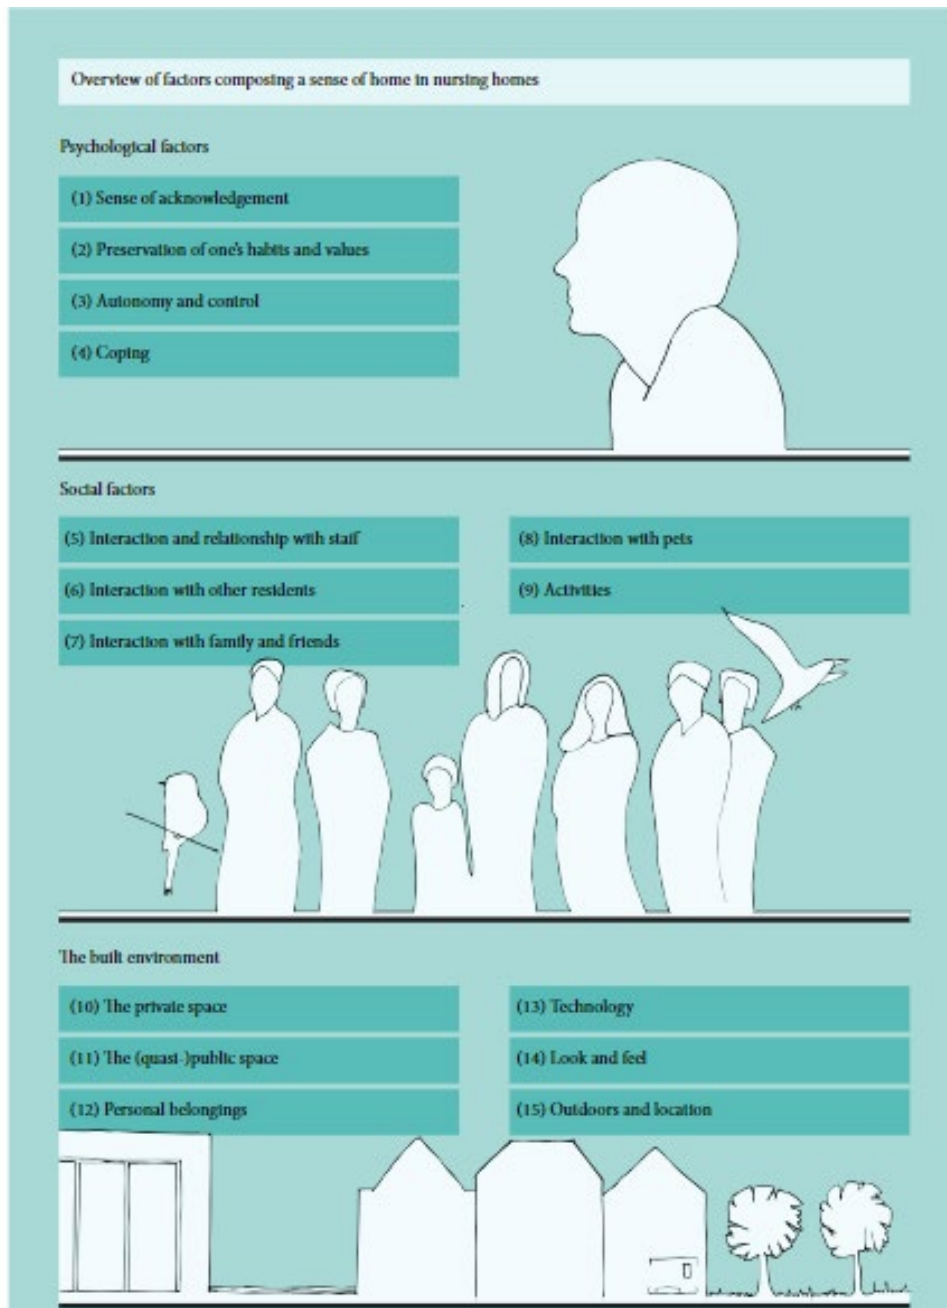 Overview of factors composing a sense of home in nursing homes
Psychological factors
(1) Sense of acknowledgement
(2) Preservation of one's habits and values
(3) Autonomy and control
(4) Coping
Social factors
(5) Interaction and relationship with staff
(6) Interaction with other residents
(7) Interaction with family and friends
(8) Interaction with pets
(9) Activities
The built environment
(10) The private space
(11) The (quasi-)public space
(12) Personal belongings
(13) Technology
(14) Look and feel
(15) Outdoors and location